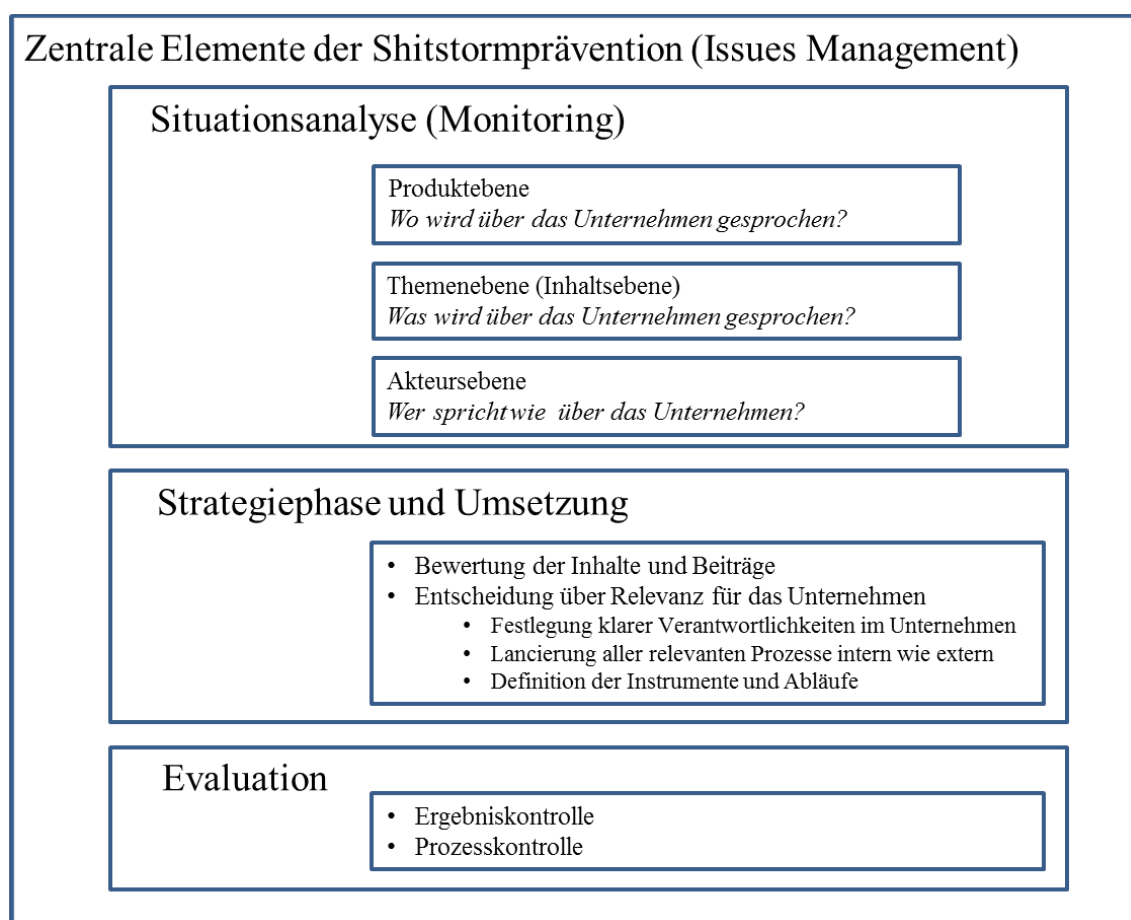 Zentrale Elemente der Shitstormprävention (Issues Management)
Situationsanalyse (Monitoring)
Produktebene
Wo wird über das Unternehmen gesprochen?
Themenebene (Inhaltsebene)
Was wird über das Unternehmen gesprochen?
Akteursebene
Wer spricht wie über das Unternehmen?
Strategiephase und Umsetzung
• Bewertung der Inhalte und Beiträge
• Entscheidung über Relevanz für das Unternehmen
• Festlegung klarer Verantwortlichkeiten im Unternehmen
• Lancierung aller relevanten Prozesse intern wie extern
• Definition der Instrumente und Abläufe
Evaluation
• Ergebniskontrolle
• Prozesskontrolle